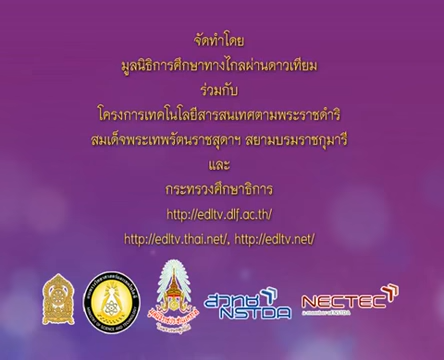 จัดทำโดย
มูลนิธิการศึกษาทางไกลผ่านดาวเทียม
ร่วมกับ
โครงการเทคโนโลยีสารสนเทศตามพระราชดำริ
สมเด็จพระเทพรัตนราชสุดาฯ สยามบรมราชกุมารี
และ
กระทรวงศึกษาธิการ
http://edltv.dlf.ac.th/
http://edltv.thai.net/, http://edltv.net/
สวทช
NSTDA
NECTEC
a member of NSTDA